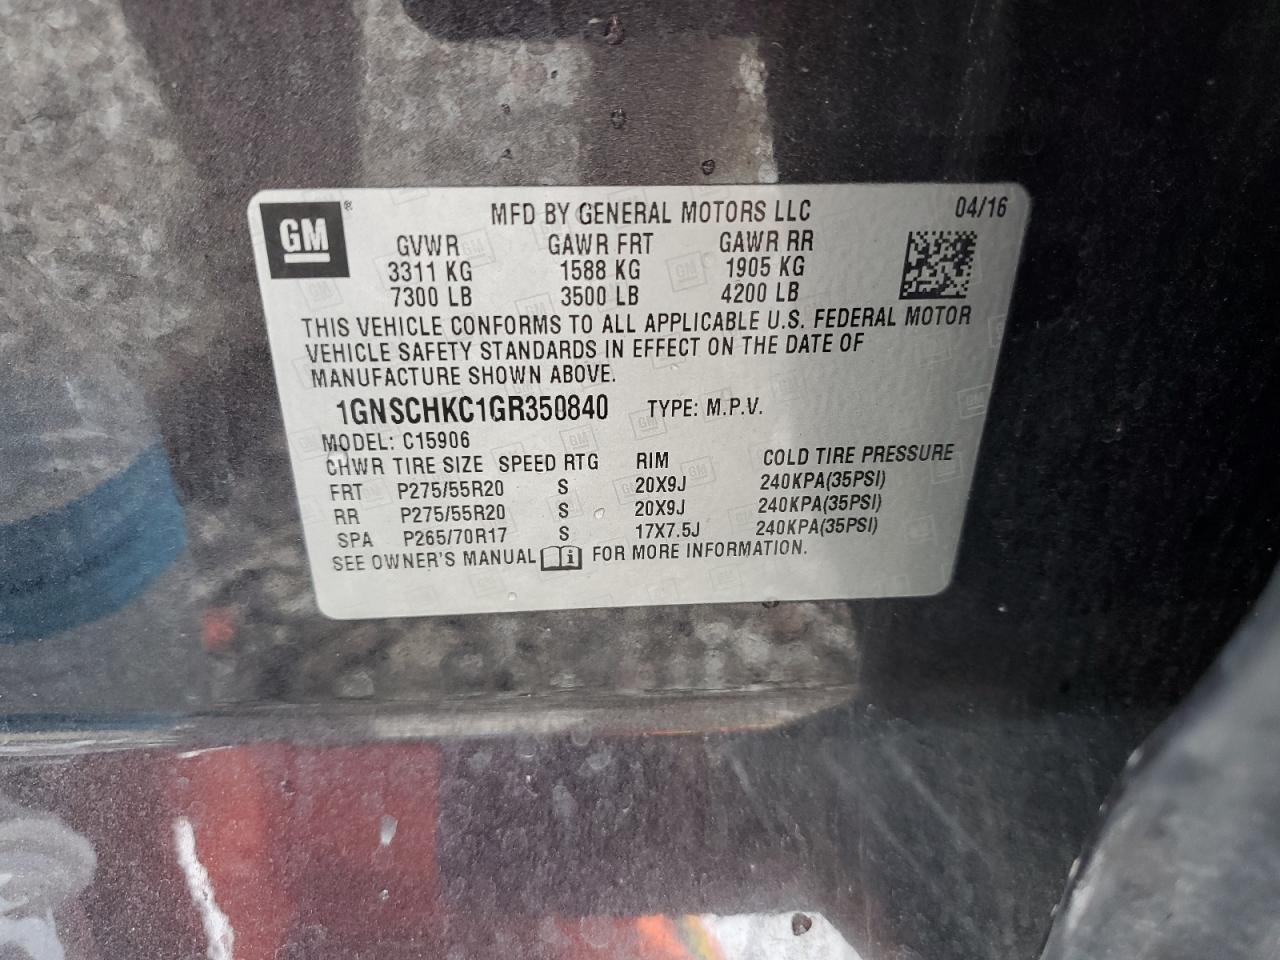 GM ® MFD BY GENERAL MOTORS LLC 04/16
GVWR GAWR FRT GAWR RR
3311 KG 1588 KG 1905 KG
7300 LB 3500 LB 4200 LB
THIS VEHICLE CONFORMS TO ALL APPLICABLE U.S. FEDERAL MOTOR
VEHICLE SAFETY STANDARDS IN EFFECT ON THE DATE OF
MANUFACTURE SHOWN ABOVE.
1GNSCHKC1GR350840 TYPE: M.P.V.
MODEL: C15906
CHWR TIRE SIZE SPEED RTG RIM COLD TIRE PRESSURE
FRT P275/55R20 S 20X9J 240KPA(35PSI)
RR P275/55R20 S 20X9J 240KPA(35PSI)
SPA P265/70R17 S 17X7.5J 240KPA(35PSI)
SEE OWNER'S MANUAL i FOR MORE INFORMATION.